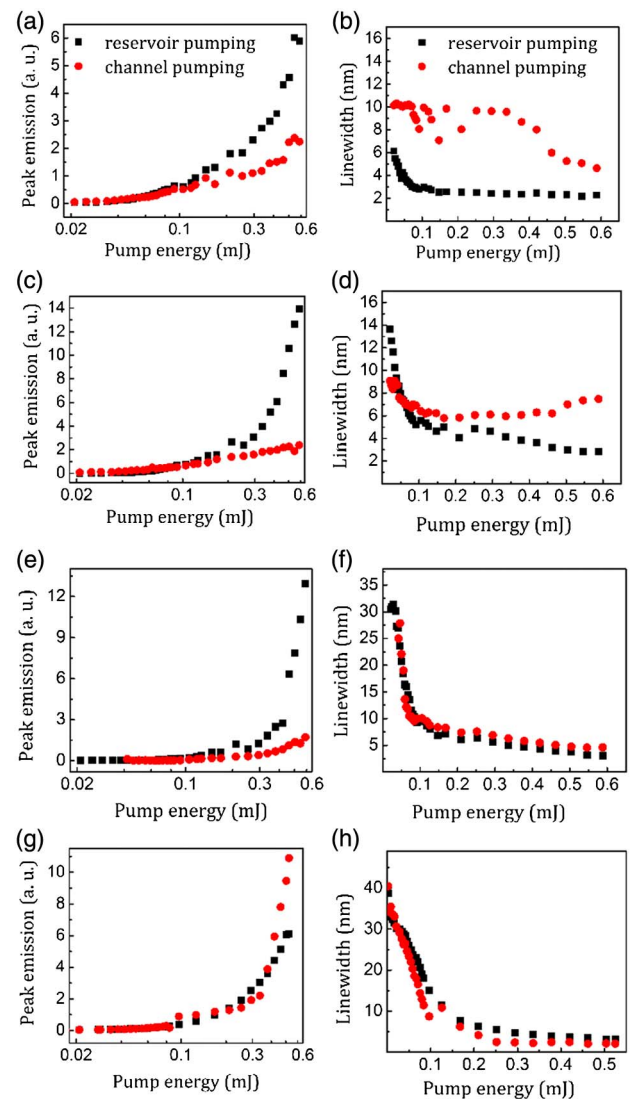 (a)
reservoir pumping
channel pumping
Peak emission (a. u.)
6
5
4
3
2
1
0
0.02 0.1 0.3 0.6
Pump energy (mJ)
(b)
reservoir pumping
channel pumping
Linewidth (nm)
16
14
12
10
8
6
4
2
0.1 0.2 0.3 0.4 0.5 0.6
Pump energy (mJ)
(c)
Peak emission (a. u.)
14
12
10
8
6
4
2
0
0.02 0.1 0.3 0.6
Pump energy (mJ)
(d)
Linewidth (nm)
16
14
12
10
8
6
4
2
0.1 0.2 0.3 0.4 0.5 0.6
Pump energy (mJ)
(e)
Peak emission (a. u.)
12
9
6
3
0
0.02 0.1 0.3 0.6
Pump energy (mJ)
(f)
Linewidth (nm)
35
30
25
20
15
10
5
0.1 0.2 0.3 0.4 0.5 0.6
Pump energy (mJ)
(g)
Peak emission (a. u.)
10
8
6
4
2
0
0.02 0.1 0.3 0.6
Pump energy (mJ)
(h)
Linewidth (nm)
40
30
20
10
0.1 0.2 0.3 0.4 0.5
Pump energy (mJ)